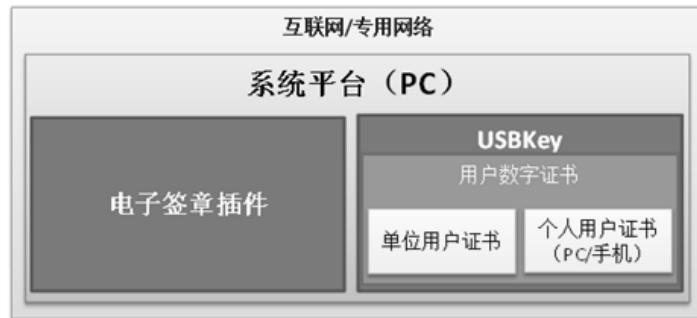 互联网/专用网络
系统平台（PC）
电子签章插件
USBKey
用户数字证书
单位用户证书
个人用户证书
（PC/手机）